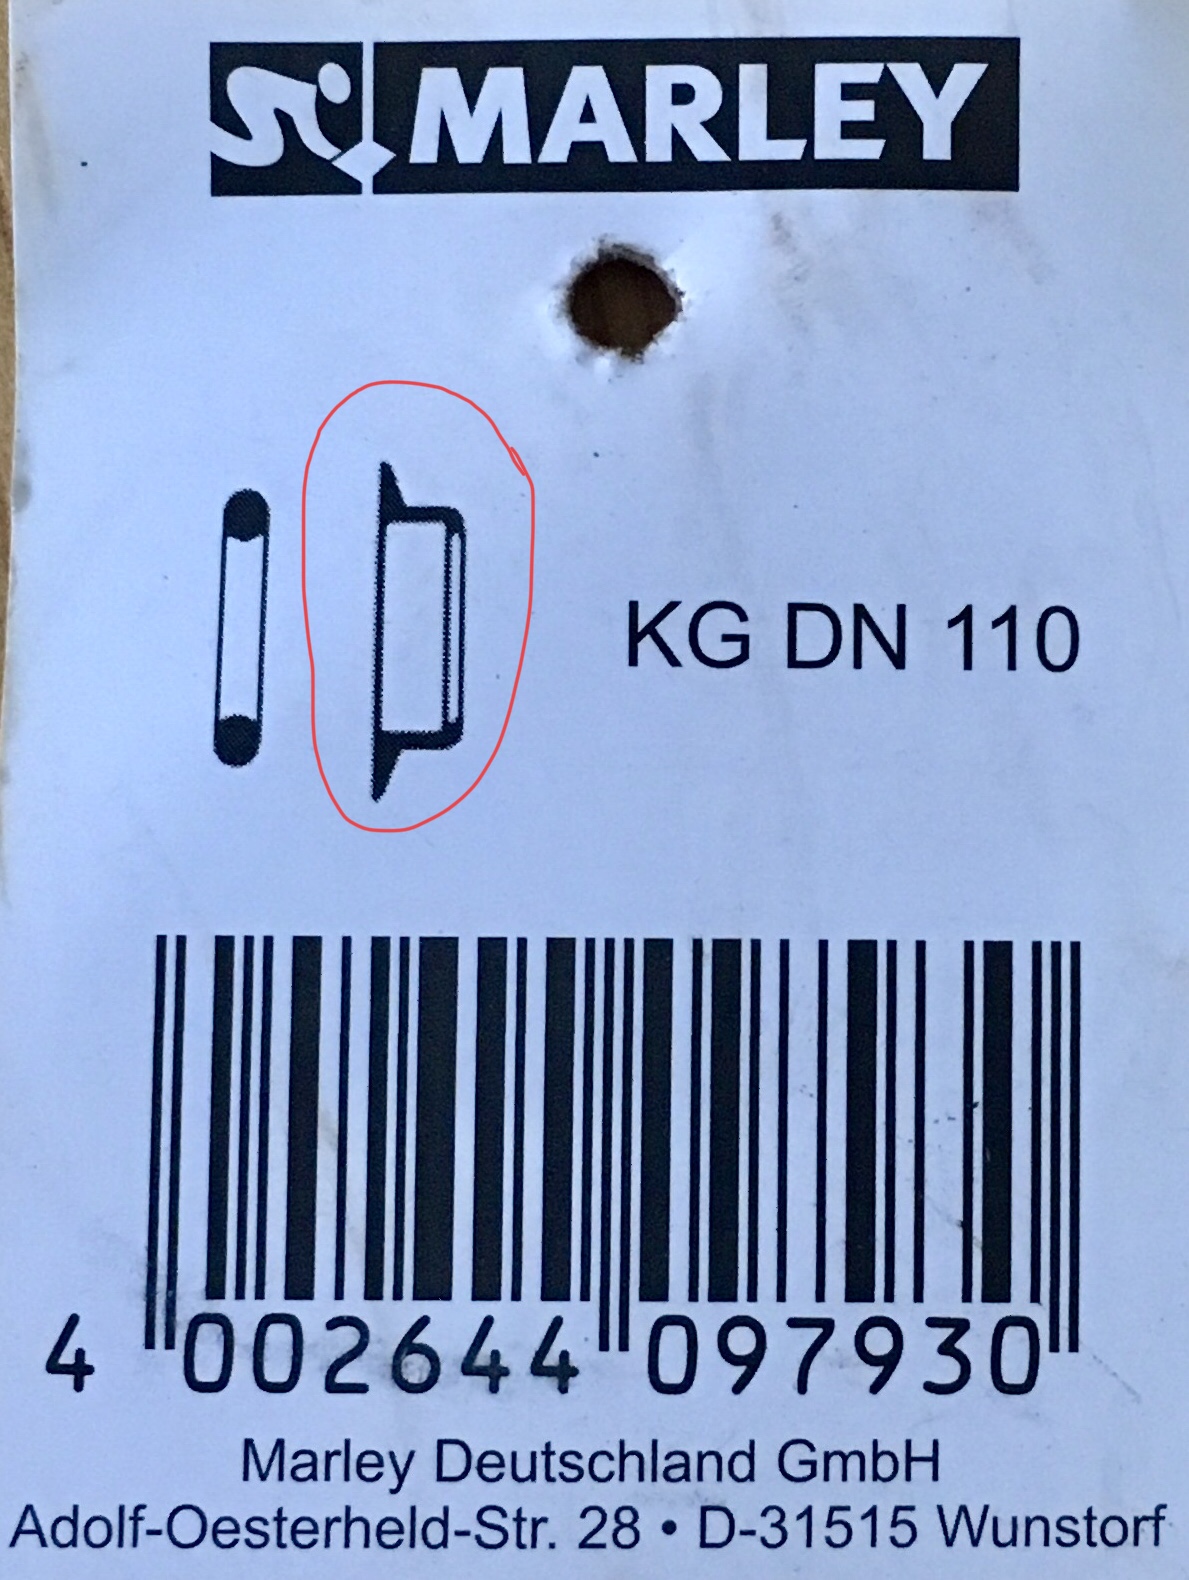 MARLEY
KG DN 110
4 002644 097930
Marley Deutschland GmbH
Adolf-Oesterheld-Str. 28 • D-31515 Wunstorf